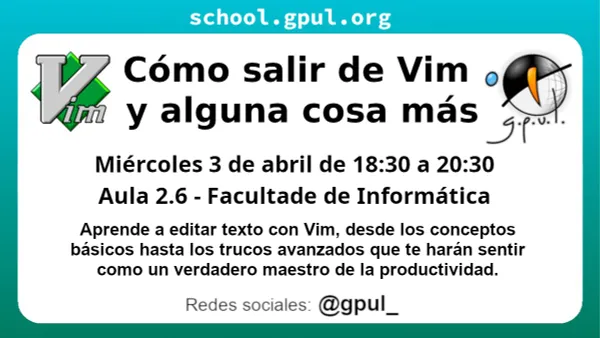 school.gpul.org
Vim
Cómo salir de Vim
y alguna cosa más
g.p.u.l.
Miércoles 3 de abril de 18:30 a 20:30
Aula 2.6 - Facultade de Informática
Aprende a editar texto con Vim, desde los conceptos
básicos hasta los trucos avanzados que te harán sentir
como un verdadero maestro de la productividad.
Redes sociales: @gpul_